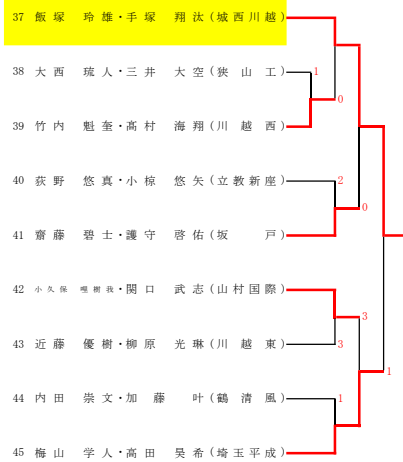 37 飯塚 玲雄・手塚 翔汰(城西川越)
38 大西 琉人・三井 大空(狭山工) 1
0
39 竹内 魁奎・髙村 海翔(川越西)
40 荻野 悠真・小椋 悠矢(立教新座) 2
0
41 齋藤 碧士・護守 啓佑(坂戸)
42 小久保 哩樹我・関口 武志(山村国際)
3
43 近藤 優樹・柳原 光琳(川越東) 3
1
44 内田 崇文・加藤 叶(鶴清風) 1
45 梅山 学人・高田 昊希(埼玉平成)